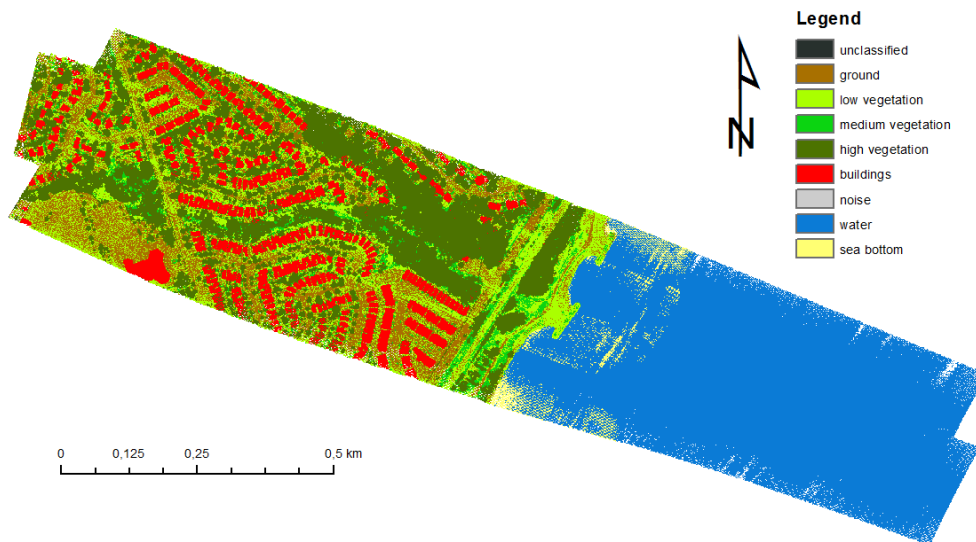 Legend
unclassified
ground
low vegetation
medium vegetation
high vegetation
buildings
noise
water
sea bottom
N
0 0,125 0,25 0,5 km